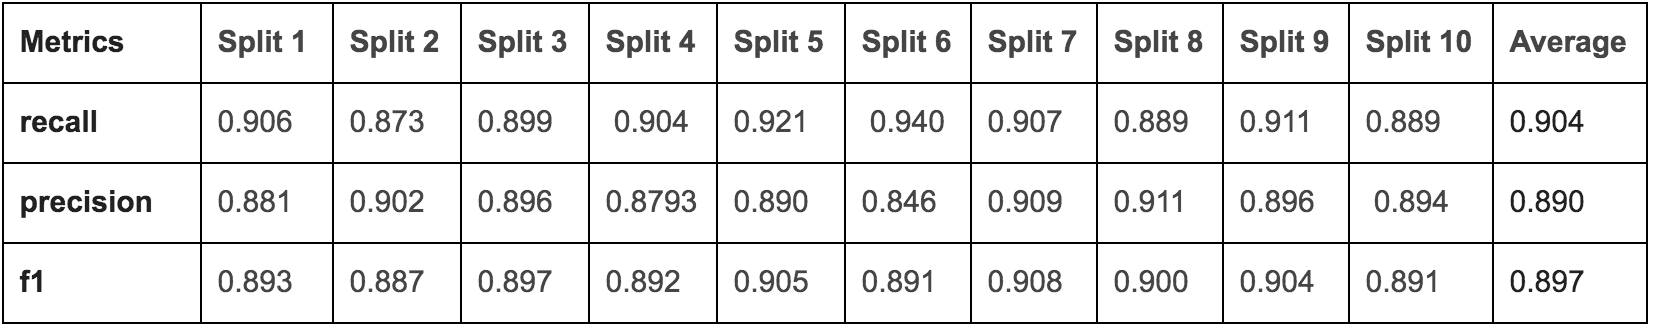 Metrics Split 1 Split 2 Split 3 Split 4 Split 5 Split 6 Split 7 Split 8 Split 9 Split 10 Average
recall 0.906 0.873 0.899 0.904 0.921 0.940 0.907 0.889 0.911 0.889 0.904
precision 0.881 0.902 0.896 0.8793 0.890 0.846 0.909 0.911 0.896 0.894 0.890
f1 0.893 0.887 0.897 0.892 0.905 0.891 0.908 0.900 0.904 0.891 0.897